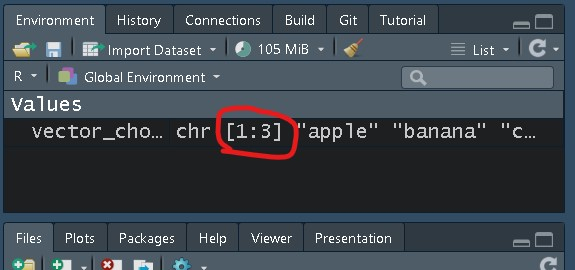 Environment History Connections Build Git Tutorial
Import Dataset 105 MiB List
R Global Environment
Values
vector_cho… chr [1:3] "apple" "banana" "c…
Files Plots Packages Help Viewer Presentation